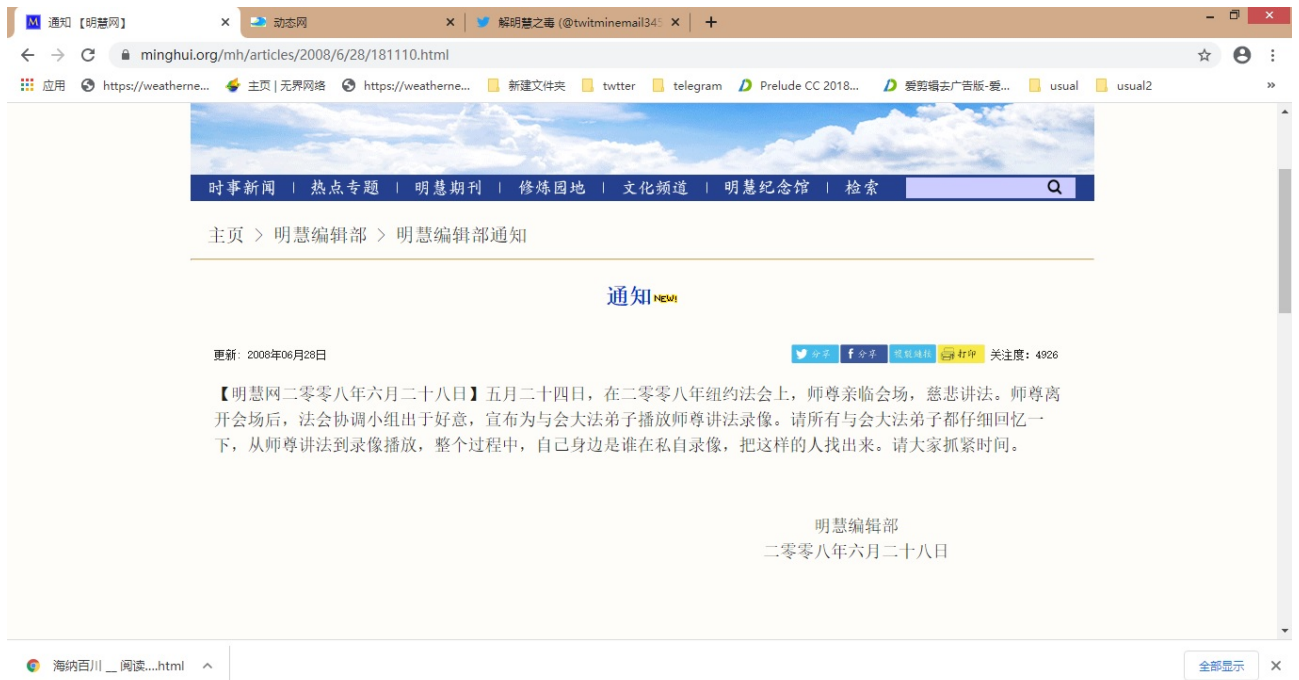 通知【明慧网】
动态网
解明慧之毒 (@twitminemail345
minghui.org/mh/articles/2008/6/28/181110.html
应用 https://weatherne... 主页 | 无界网络 https://weatherne... 新建文件夹 twtter telegram Prelude CC 2018... 爱剪辑去广告版-爱... usual usual2 »
时事新闻 | 热点专题 | 明慧期刊 | 修炼园地 | 文化频道 | 明慧纪念馆 | 检索
主页 > 明慧编辑部 > 明慧编辑部通知
通知 NEW!
更新: 2008年06月28日
分享 分享 打印 关注度: 4926
【明慧网二零零八年六月二十八日】五月二十四日，在二零零八年纽约法会上，师尊亲临会场，慈悲讲法。师尊离
开会场后，法会协调小组出于好意，宣布为与会大法弟子播放师尊讲法录像。请所有与会大法弟子都仔细回忆一
下，从师尊讲法到录像播放，整个过程中，自己身边是谁在私自录像，把这样的人找出来。请大家抓紧时间。
明慧编辑部
二零零八年六月二十八日
海纳百川 __ 阅读....html
全部显示